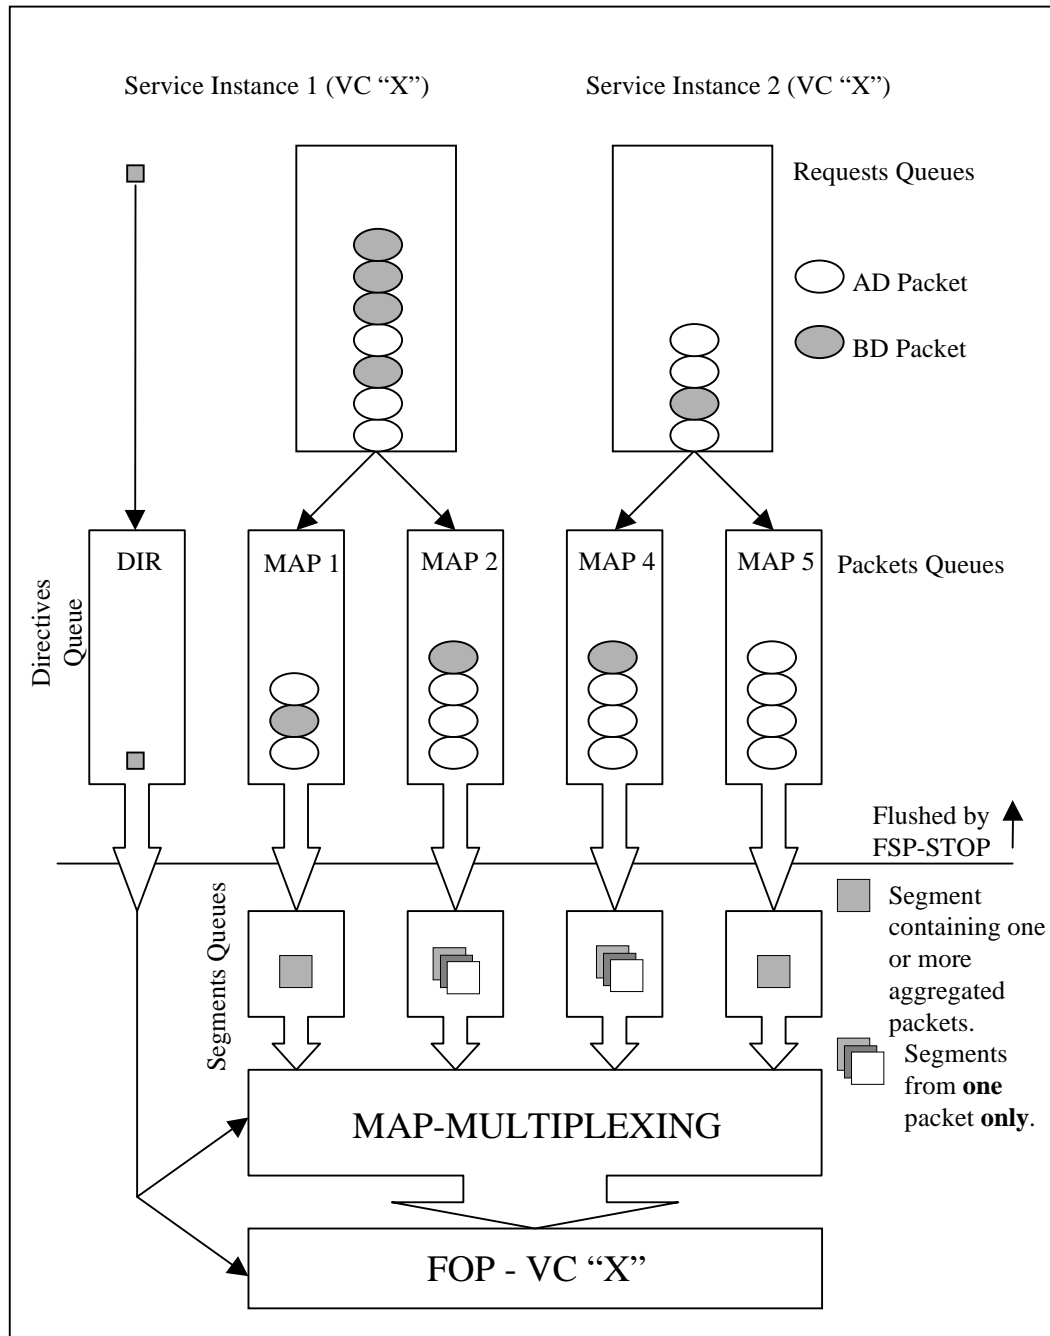 Service Instance 1 (VC “X”)
Service Instance 2 (VC “X”)
Requests Queues
AD Packet
BD Packet
DIR
MAP 1
MAP 2
MAP 4
MAP 5
Packets Queues
Directives
Queue
Flushed by
FSP-STOP
Segments Queues
Segment
containing one
or more
aggregated
packets.
Segments
from one
packet only.
MAP-MULTIPLEXING
FOP - VC “X”